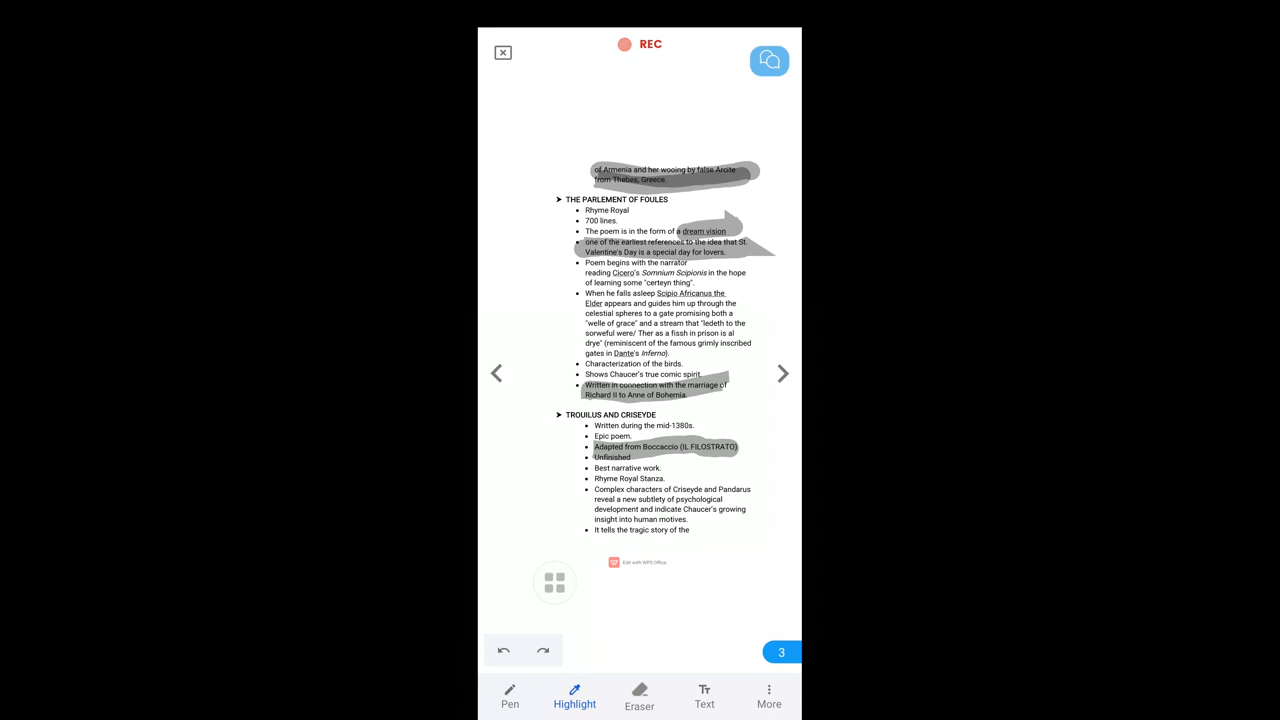 REC
of Armenia and her wooing by false Arcite
from Thebes, Greece.
➤ THE PARLEMENT OF FOULES
• Rhyme Royal
• 700 lines.
• The poem is in the form of a dream vision
• one of the earliest references to the idea that St.
Valentine's Day is a special day for lovers.
• Poem begins with the narrator
reading Cicero's Somnium Scipionis in the hope
of learning some "certeyn thing".
• When he falls asleep Scipio Africanus the
Elder appears and guides him up through the
celestial spheres to a gate promising both a
"welle of grace" and a stream that "ledeth to the
sorweful were/ Ther as a fissh in prison is al
drye" (reminiscent of the famous grimly inscribed
gates in Dante's Inferno).
• Characterization of the birds.
• Shows Chaucer's true comic spirit.
• Written in connection with the marriage of
Richard II to Anne of Bohemia.
➤ TROUILUS AND CRISEYDE
• Written during the mid-1380s.
• Epic poem.
• Adapted from Boccaccio (IL FILOSTRATO)
• Unfinished
• Best narrative work.
• Rhyme Royal Stanza.
• Complex characters of Criseyde and Pandarus
reveal a new subtlety of psychological
development and indicate Chaucer's growing
insight into human motives.
• It tells the tragic story of the
Edit with WPS Office
3
Pen
Highlight
Eraser
Tт Text
More